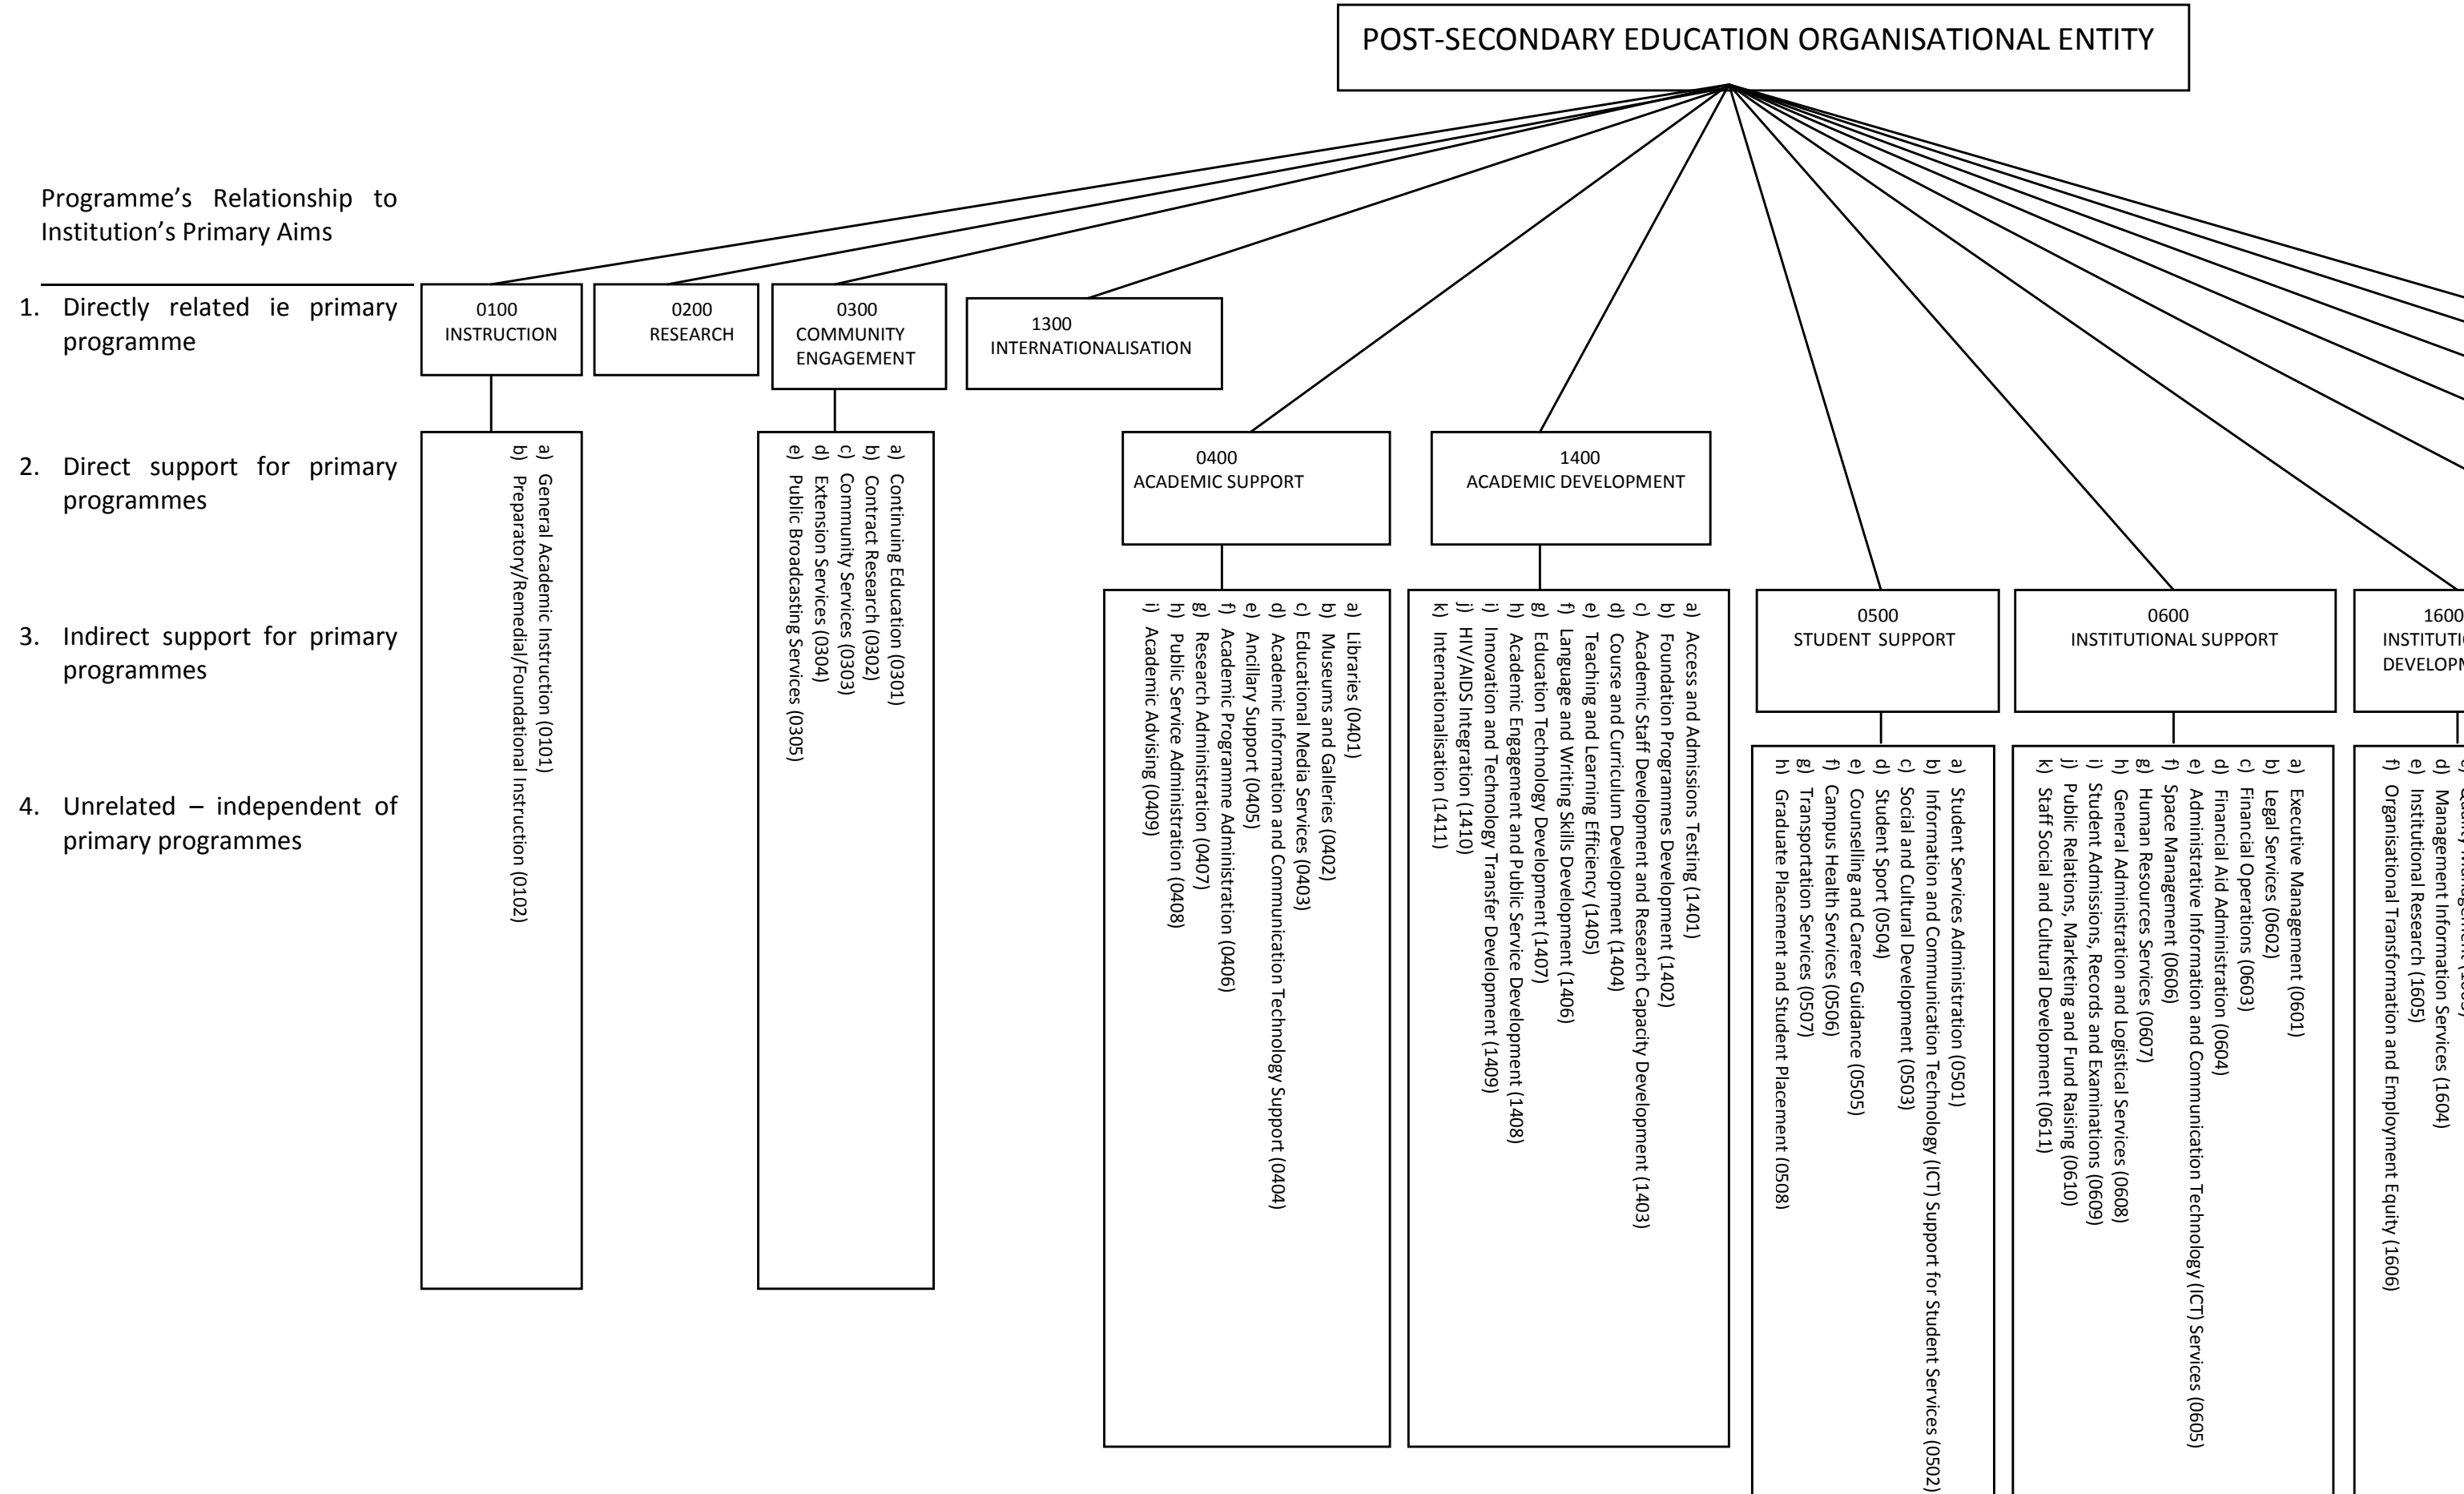 POST-SECONDARY EDUCATION ORGANISATIONAL ENTITY
Programme’s Relationship to
Institution’s Primary Aims
1. Directly related ie primary
programme
2. Direct support for primary
programmes
3. Indirect support for primary
programmes
4. Unrelated – independent of
primary programmes
0100
INSTRUCTION
0200
RESEARCH
0300
COMMUNITY
ENGAGEMENT
1300
INTERNATIONALISATION
a) General Academic Instruction (0101)
b) Preparatory/Remedial/Foundational Instruction (0102)
a) Continuing Education (0301)
b) Contract Research (0302)
c) Community Services (0303)
d) Extension Services (0304)
e) Public Broadcasting Services (0305)
0400
ACADEMIC SUPPORT
1400
ACADEMIC DEVELOPMENT
a) Libraries (0401)
b) Museums and Galleries (0402)
c) Educational Media Services (0403)
d) Academic Information and Communication Technology Support (0404)
e) Ancillary Support (0405)
f) Academic Programme Administration (0406)
g) Research Administration (0407)
h) Public Service Administration (0408)
i) Academic Advising (0409)
a) Access and Admissions Testing (1401)
b) Foundation Programmes Development (1402)
c) Academic Staff Development and Research Capacity Development (1403)
d) Course and Curriculum Development (1404)
e) Teaching and Learning Efficiency (1405)
f) Language and Writing Skills Development (1406)
g) Education Technology Development (1407)
h) Academic Engagement and Public Service Development (1408)
i) Innovation and Technology Transfer Development (1409)
j) HIV/AIDS Integration (1410)
k) Internationalisation (1411)
0500
STUDENT SUPPORT
0600
INSTITUTIONAL SUPPORT
1600
a) Student Services Administration (0501)
b) Information and Communication Technology (ICT) Support for Student Services (0502)
c) Social and Cultural Development (0503)
d) Student Sport (0504)
e) Counselling and Career Guidance (0505)
f) Campus Health Services (0506)
g) Transportation Services (0507)
h) Graduate Placement and Student Placement (0508)
a) Executive Management (0601)
b) Legal Services (0602)
c) Financial Operations (0603)
d) Financial Aid Administration (0604)
e) Administrative Information and Communication Technology (ICT) Services (0605)
f) Space Management (0606)
g) Human Resources Services (0607)
h) General Administration and Logistical Services (0608)
i) Student Admissions, Records and Examinations (0609)
j) Public Relations, Marketing and Fund Raising (0610)
k) Staff Social and Cultural Development (0611)
d) Management Information Services (1604)
e) Institutional Research (1605)
f) Organisational Transformation and Employment Equity (1606)